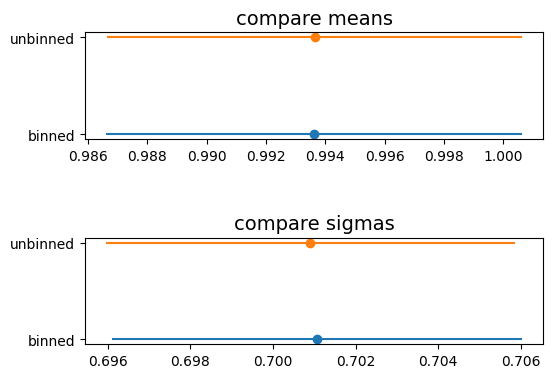 compare means
unbinned
binned
0.986 0.988 0.990 0.992 0.994 0.996 0.998 1.000
compare sigmas
unbinned
binned
0.696 0.698 0.700 0.702 0.704 0.706